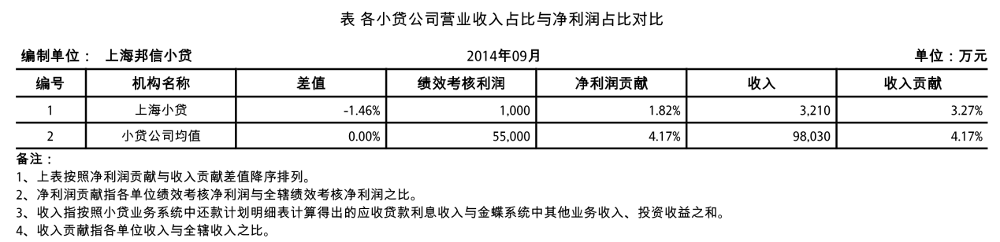 表 各小贷公司营业收入占比与净利润占比对比
编制单位： 上海邦信小贷 2014年09月 单位：万元
编号 机构名称 差值 绩效考核利润 净利润贡献 收入 收入贡献
1 上海小贷 -1.46% 1,000 1.82% 3,210 3.27%
2 小贷公司均值 0.00% 55,000 4.17% 98,030 4.17%
备注：
1、上表按照净利润贡献与收入贡献差值降序排列。
2、净利润贡献指各单位绩效考核净利润与全辖绩效考核净利润之比。
3、收入指按照小贷业务系统中还款计划明细表计算得出的应收贷款利息收入与金蝶系统中其他业务收入、投资收益之和。
4、收入贡献指各单位收入与全辖收入之比。